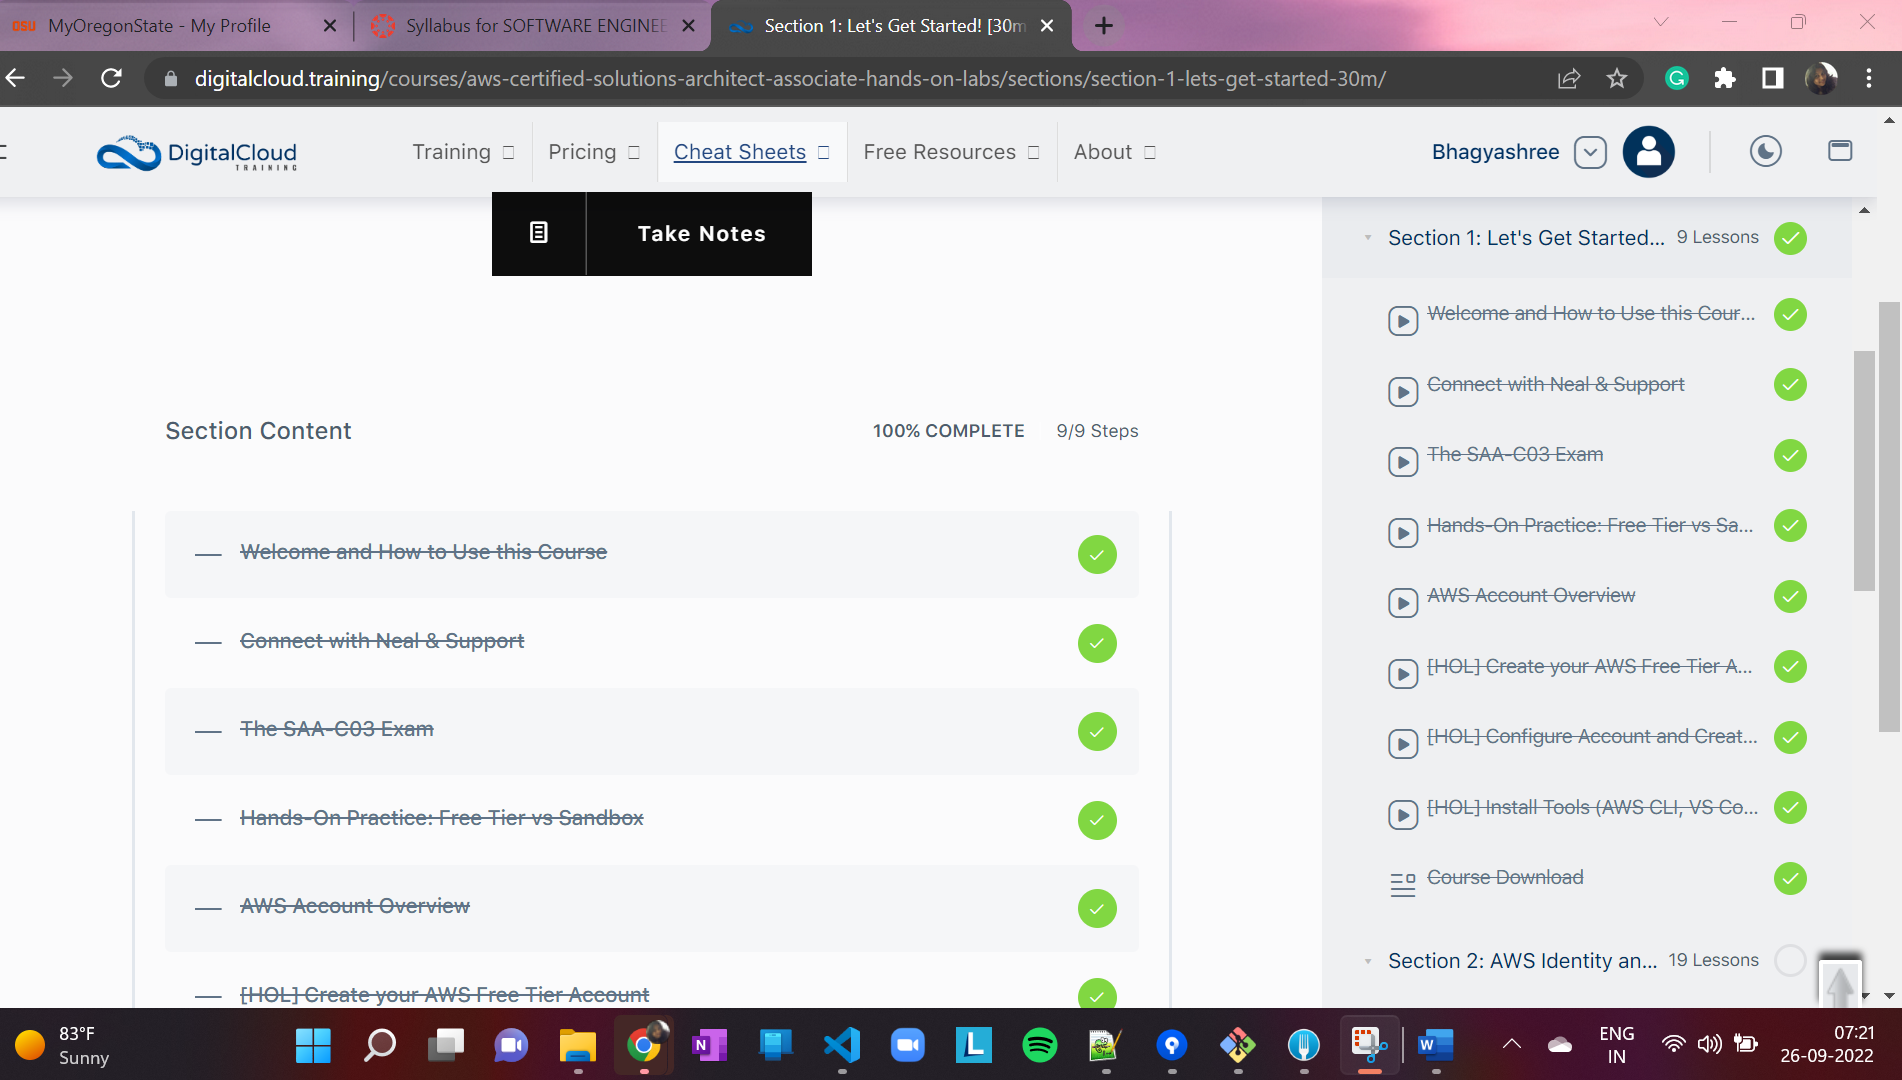 OSU MyOregonState - My Profile
Syllabus for SOFTWARE ENGINEE
Section 1: Let's Get Started! [30m
digitalcloud.training/courses/aws-certified-solutions-architect-associate-hands-on-labs/sections/section-1-lets-get-started-30m/
DigitalCloud
TRAINING
Training
Pricing
Cheat Sheets
Free Resources
About
Bhagyashree
Take Notes
Section Content
100% COMPLETE
9/9 Steps
Welcome and How to Use this Course
Connect with Neal & Support
The SAA-C03 Exam
Hands-On Practice: Free Tier vs Sandbox
AWS Account Overview
[HOL] Create your AWS Free Tier Account
Section 1: Let's Get Started... 9 Lessons
Welcome and How to Use this Cour...
Connect with Neal & Support
The SAA-C03 Exam
Hands-On Practice: Free Tier vs Sa...
AWS Account Overview
[HOL] Create your AWS Free Tier A...
[HOL] Configure Account and Creat...
[HOL] Install Tools (AWS CLI, VS Co...
Course Download
Section 2: AWS Identity an... 19 Lessons
83°F
Sunny
N
L
W
ENG
IN
07:21
26-09-2022